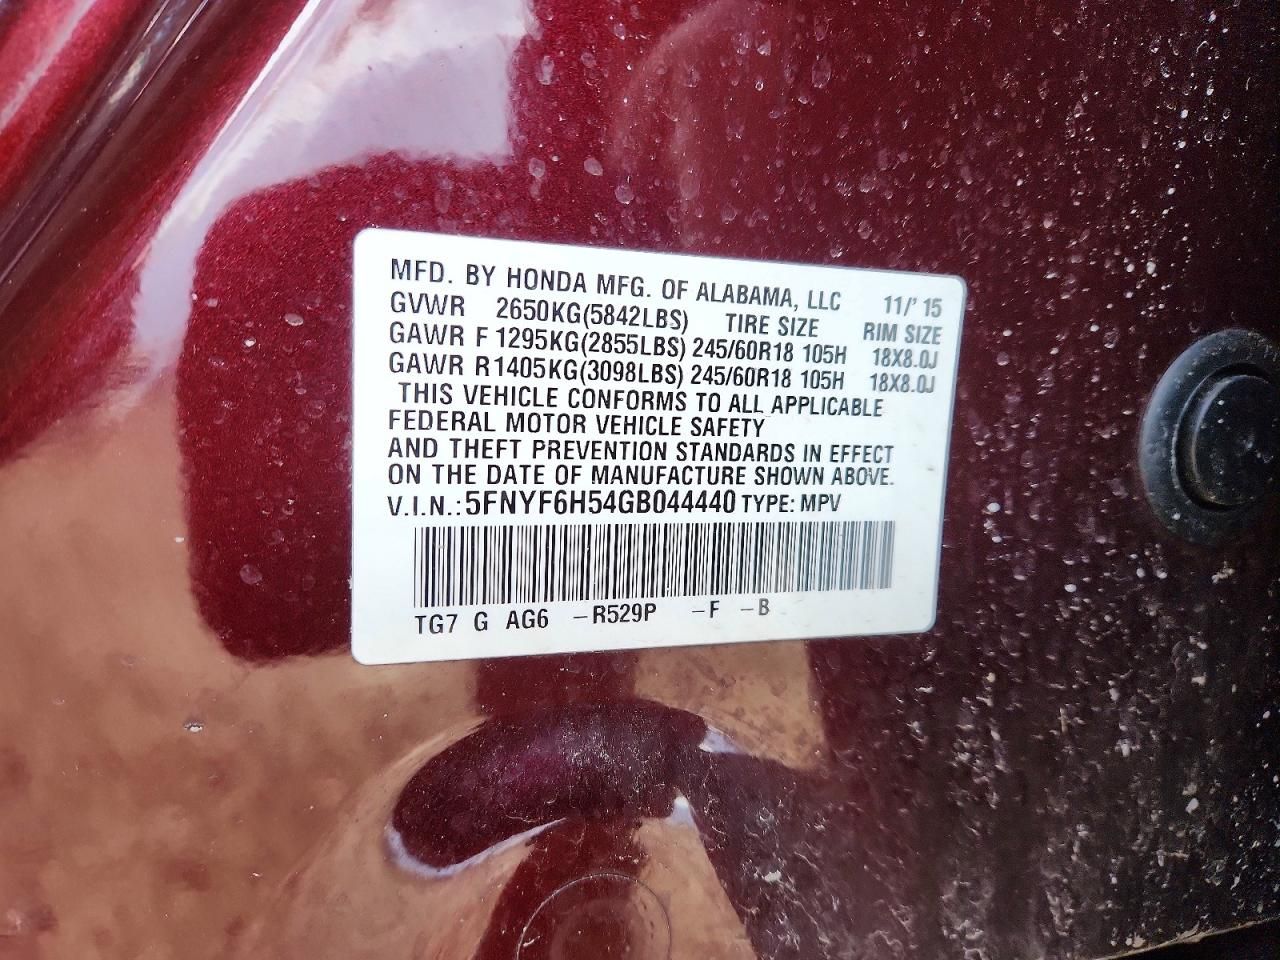 MFD. BY HONDA MFG. OF ALABAMA, LLC 11/'15
GVWR 2650KG(5842LBS) TIRE SIZE RIM SIZE
GAWR F 1295KG(2855LBS) 245/60R18 105H 18X8.0J
GAWR R1405KG(3098LBS) 245/60R18 105H 18X8.0J
THIS VEHICLE CONFORMS TO ALL APPLICABLE
FEDERAL MOTOR VEHICLE SAFETY
AND THEFT PREVENTION STANDARDS IN EFFECT
ON THE DATE OF MANUFACTURE SHOWN ABOVE.
V.I.N.:5FNYF6H54GB044440 TYPE: MPV
TG7 G AG6 –R529P –F –B